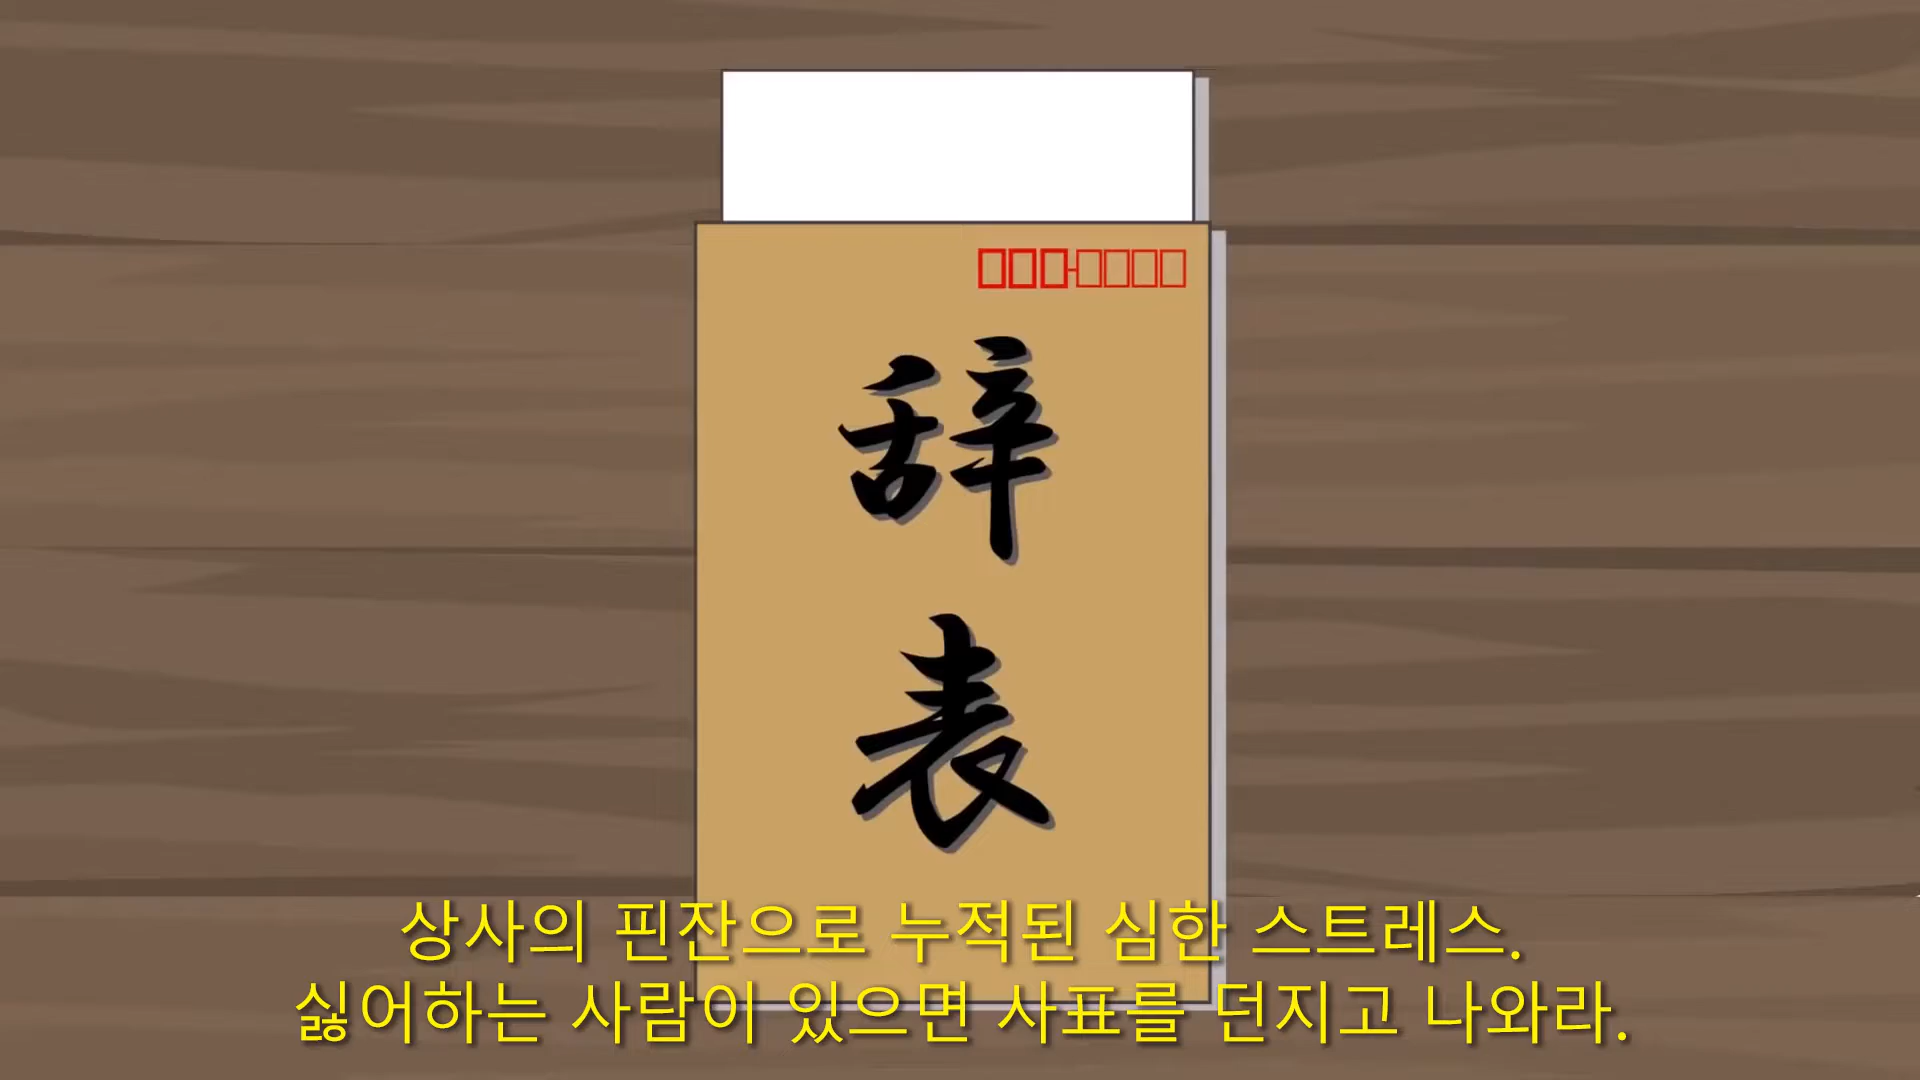 辞
表
상사의 핀잔으로 누적된 심한 스트레스.
싫어하는 사람이 있으면 사표를 던지고 나와라.